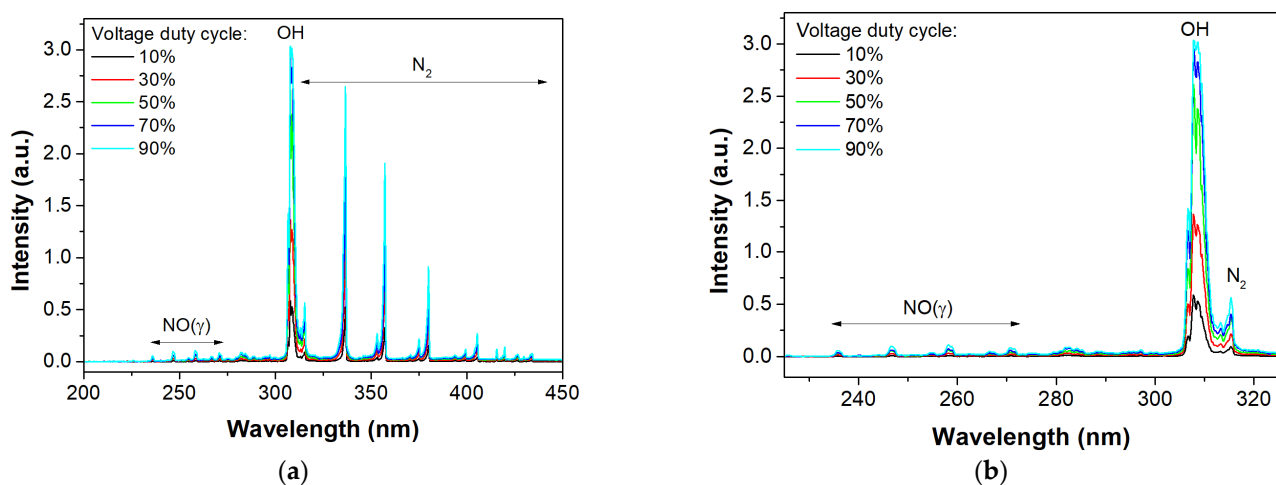 Voltage duty cycle:
10%
30%
50%
70%
90%
OH
N₂
NO(γ)
Intensity (a.u.)
3.0
2.5
2.0
1.5
1.0
0.5
0.0
200 250 300 350 400 450
Wavelength (nm)
(a)
Voltage duty cycle:
10%
30%
50%
70%
90%
OH
N₂
NO(γ)
Intensity (a.u.)
3.0
2.5
2.0
1.5
1.0
0.5
0.0
240 260 280 300 320
Wavelength (nm)
(b)